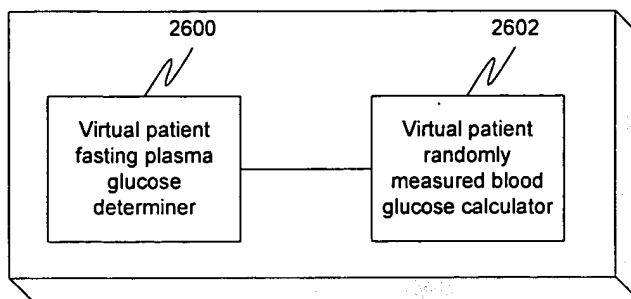 2600
2602
Virtual patient
fasting plasma
glucose
determiner
Virtual patient
randomly
measured blood
glucose calculator